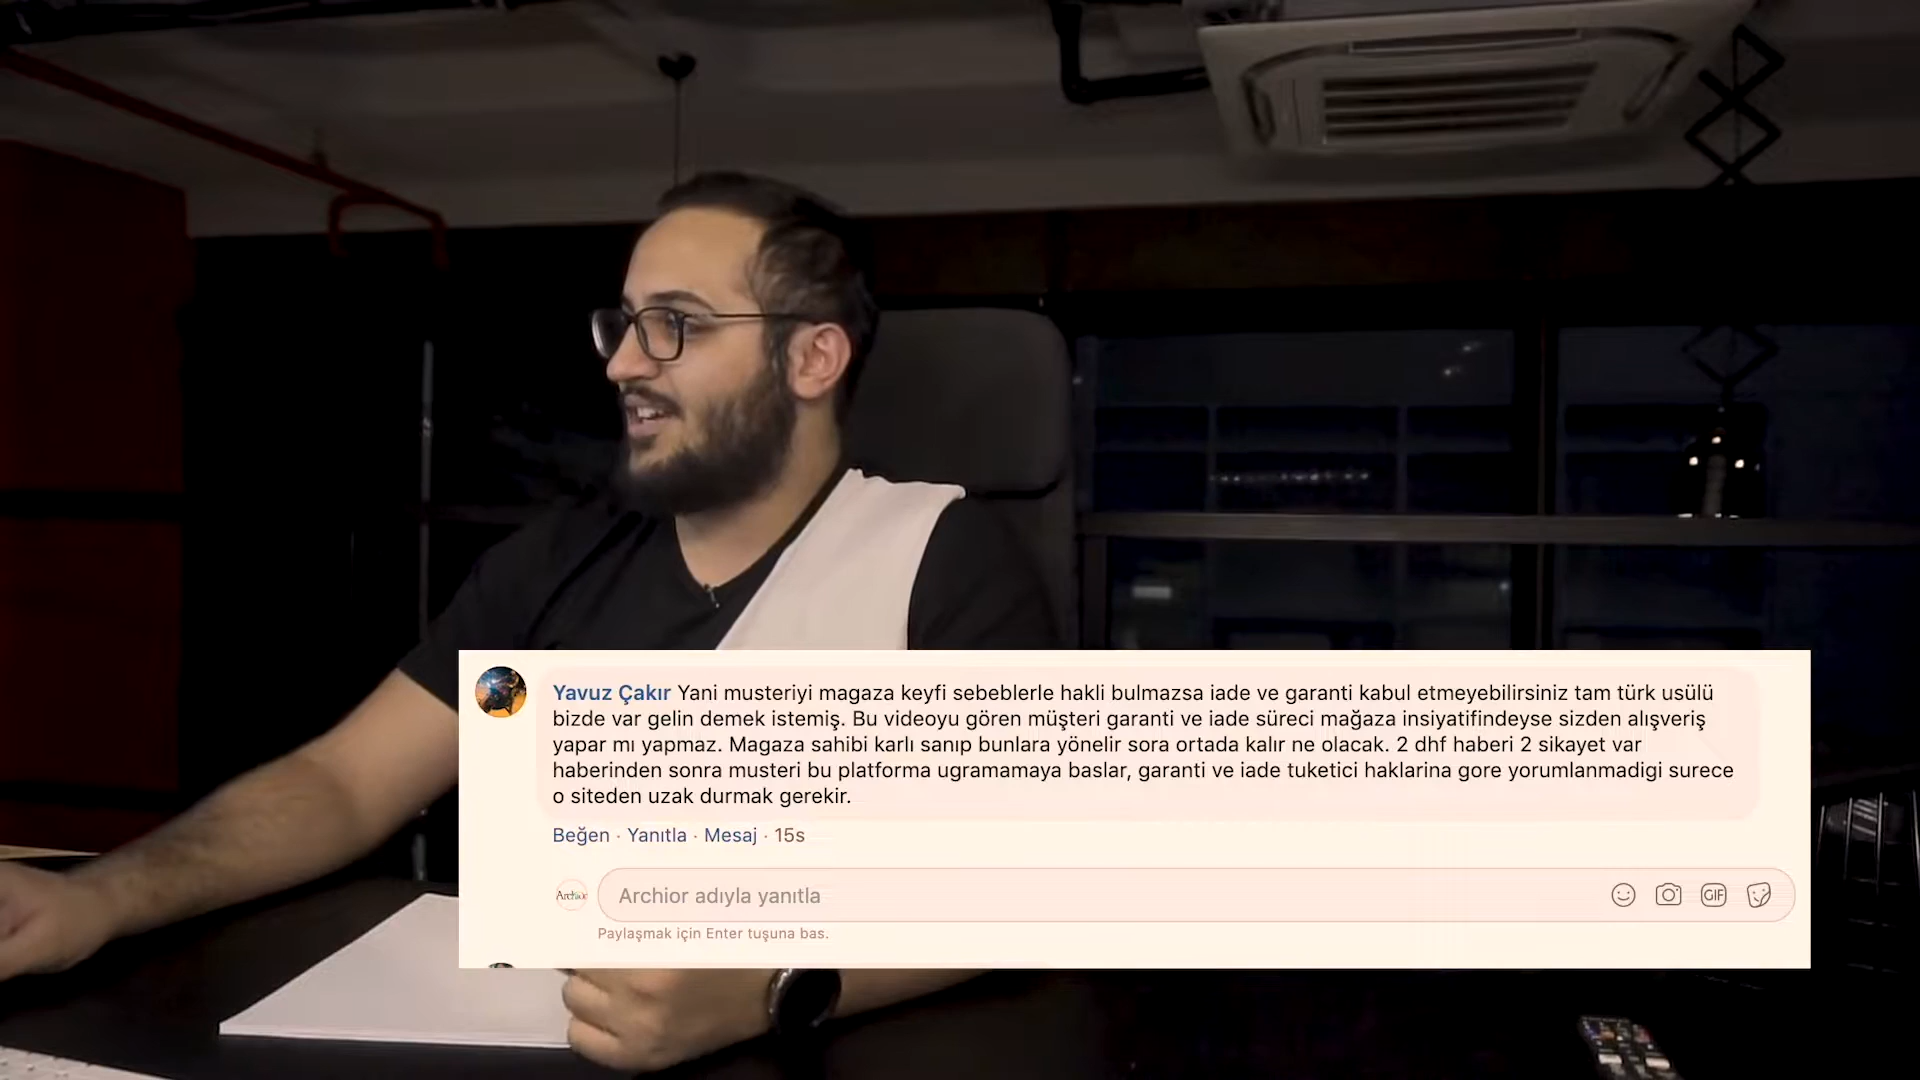 Yavuz Çakır Yani musteriyi magaza keyfi sebeblerle hakli bulmazsa iade ve garanti kabul etmeyebilirsiniz tam türk usülü
bizde var gelin demek istemiş. Bu videoyu gören müşteri garanti ve iade süreci mağaza insiyatifindeyse sizden alışveriş
yapar mı yapmaz. Magaza sahibi karlı sanıp bunlara yönelir sora ortada kalır ne olacak. 2 dhf haberi 2 sikayet var
haberinden sonra musteri bu platforma ugramamaya baslar, garanti ve iade tuketici haklarina gore yorumlanmadigi surece
o siteden uzak durmak gerekir.
Beğen · Yanıtla · Mesaj · 15s
Archior
Archior adıyla yanıtla
GIF
Paylaşmak için Enter tuşuna bas.